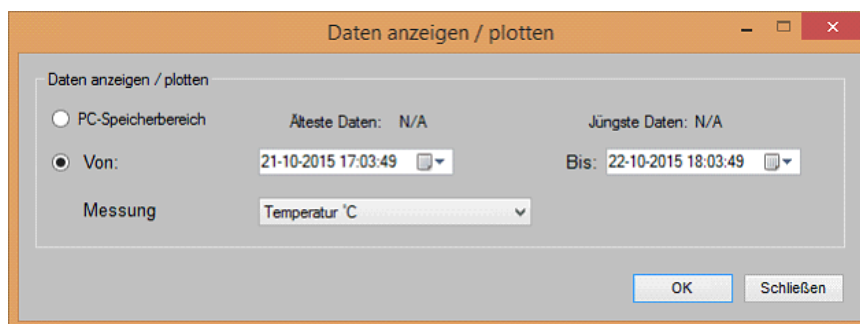 Daten anzeigen / plotten
Daten anzeigen / plotten
PC-Speicherbereich Älteste Daten: N/A Jüngste Daten: N/A
Von: 21-10-2015 17:03:49 Bis: 22-10-2015 18:03:49
Messung Temperatur °C
OK Schließen